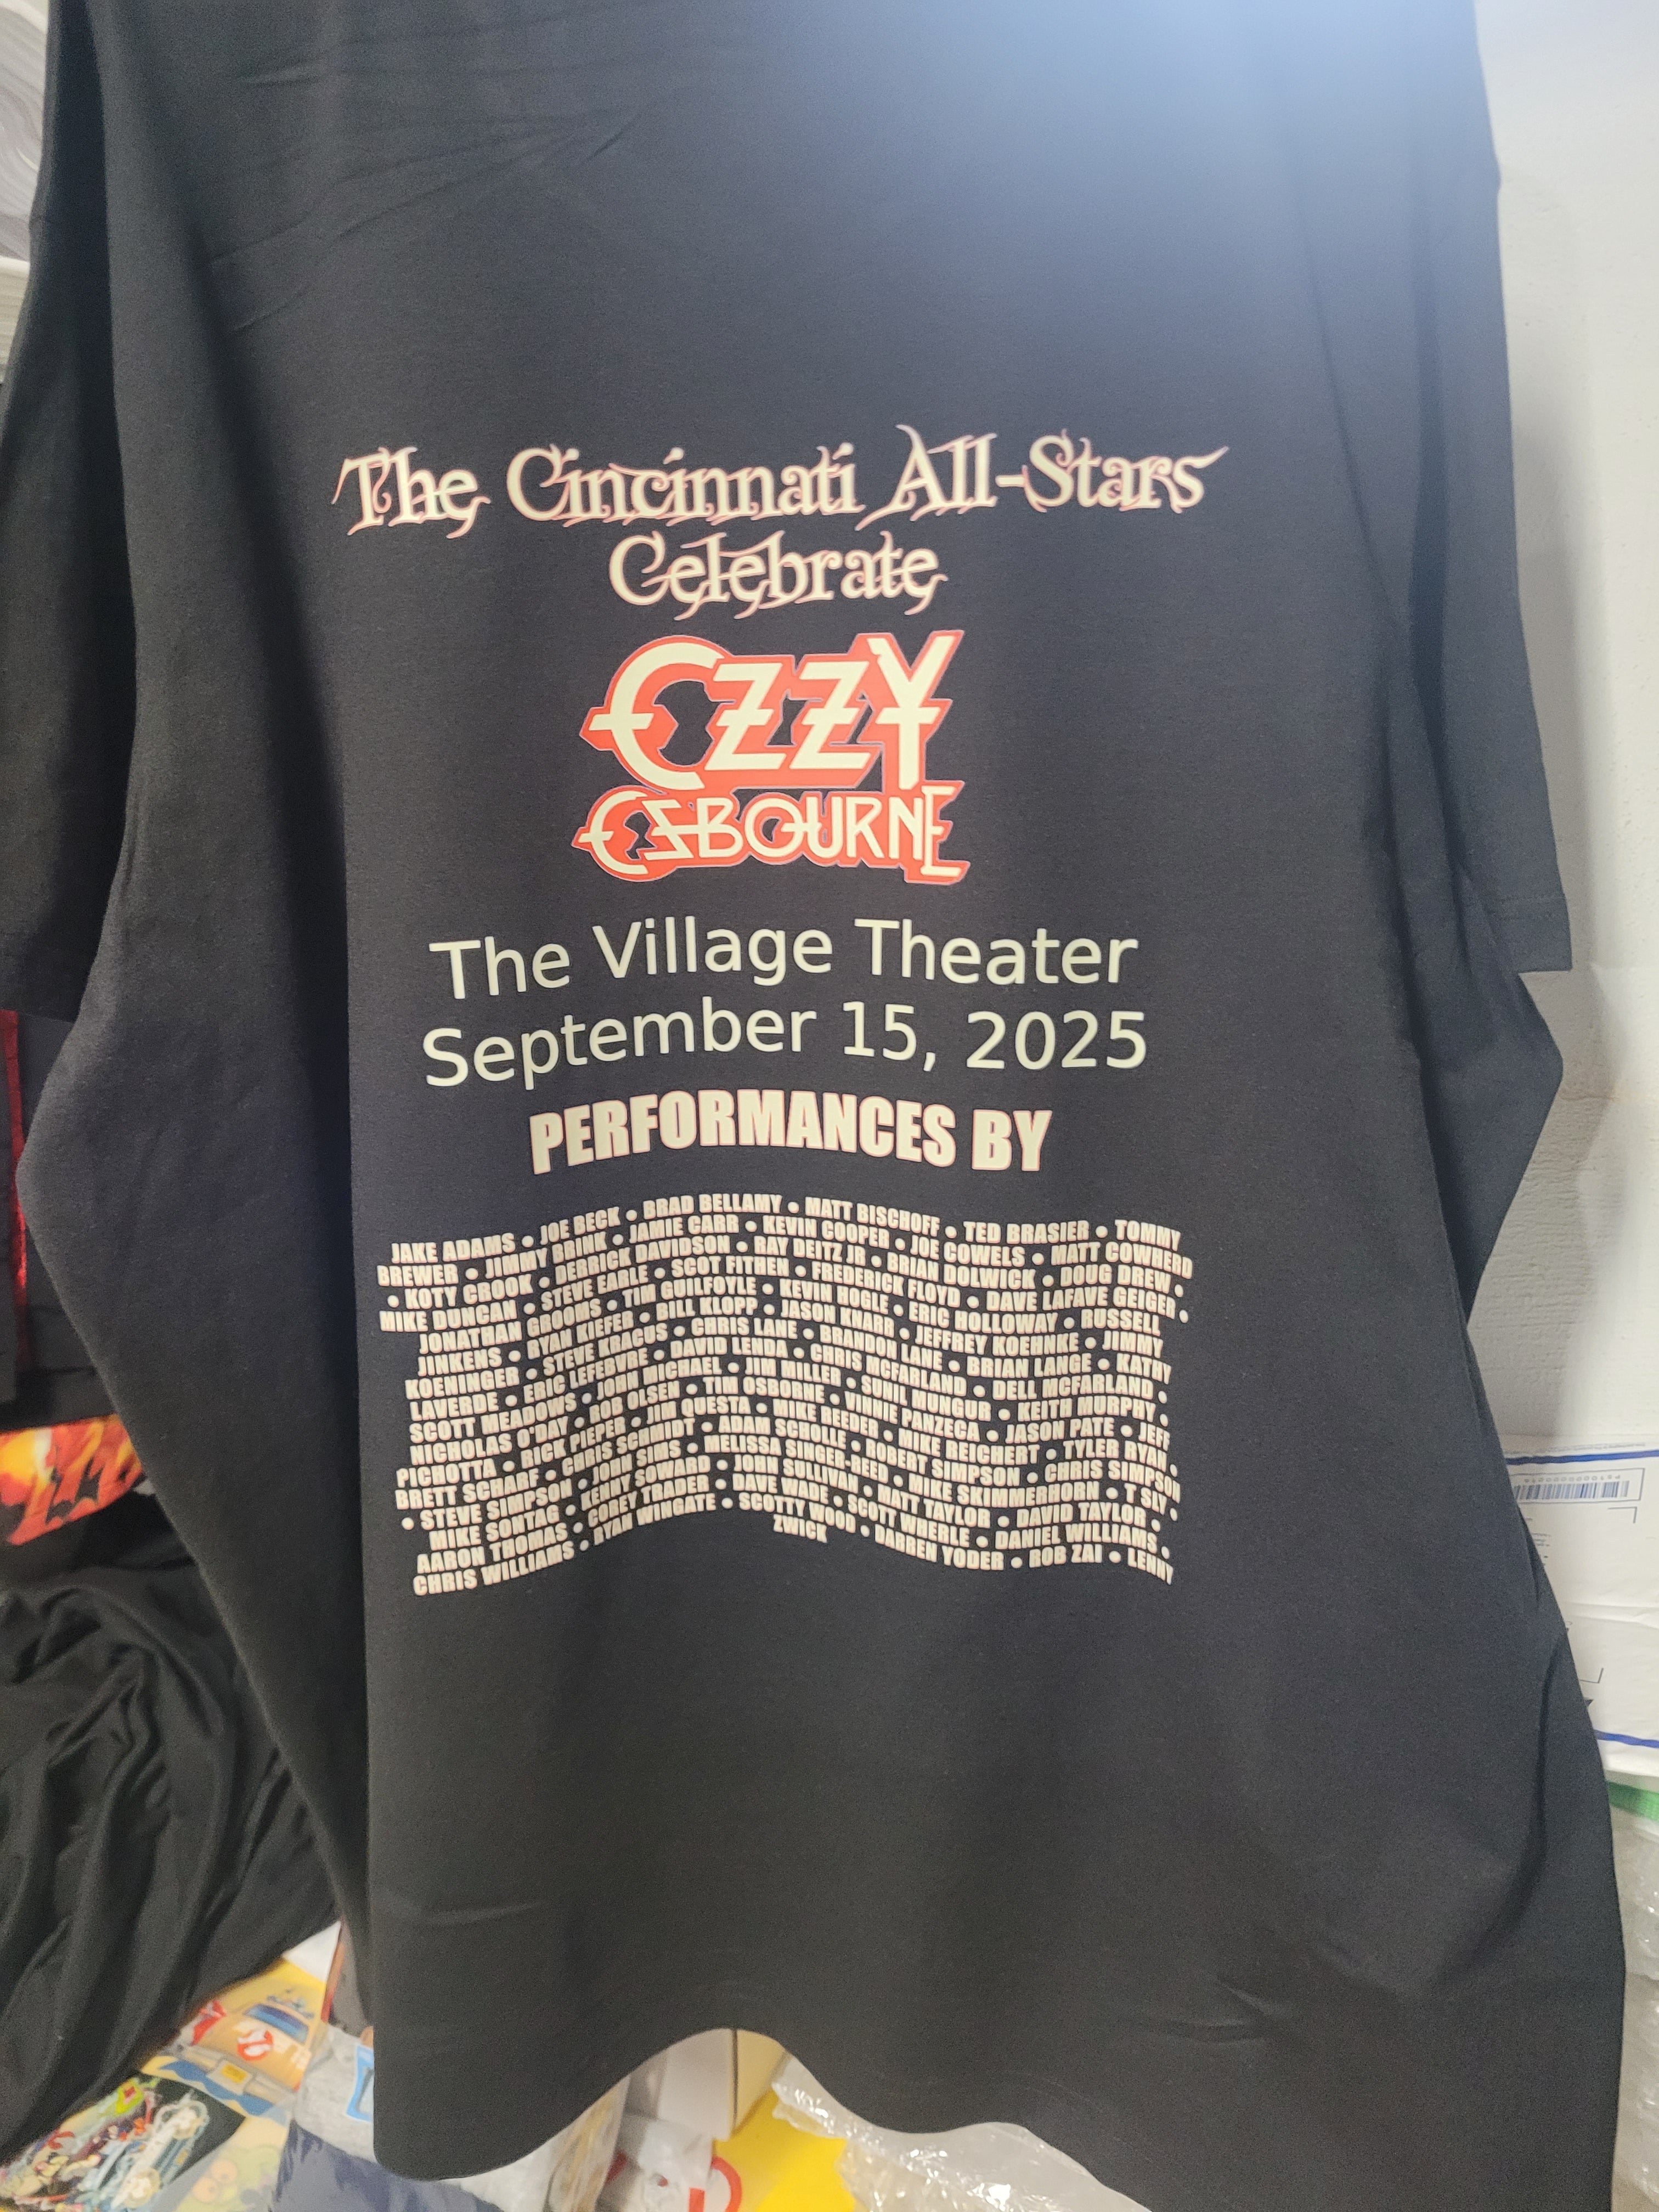 The Cincinnati All-Stars
Celebrate
OZZY
OSBOURNE
The Village Theater
September 15, 2025
PERFORMANCES BY
JAKE ADAMS • JOE BECK • BRAD BELLAMY • MATT BISCHOFF • TED BRASIER • TOMMY
BREWER • JIMMY BRINK • JAMIE CARR • KEVIN COOPER • JOE COWELS • MATT COWHERD
• KOTY CROOK • DERRICK DAVIDSON • RAY DEITZ JR • BRIAN DOLWICK • DOUG DREW •
MIKE DUNCAN • STEVE EARLE • SCOT FITHEN • FREDERICK FLOYD • DAVE LAFAVE GEIGER •
JONATHAN GROOMS • TIM GUILFOYLE • KEVIN HOGLE • ERIC HOLLOWAY • RUSSELL
JINKENS • RYAN KIEFER • BILL KLOPP • JASON KNARR • JEFFREY KOEHNKE • JIMMY
KOENINGER • STEVE KRACUS • CHRIS LANE • BRANDON LANE • BRIAN LANGE • KATHY
LAVERDE • ERIC LEFEBVRE • DAVID LENDA • CHRIS MCFARLAND • DELL MCFARLAND •
SCOTT MEADOWS • JOHN MICHAEL • JIM MILLER • SUNIL MUNGUR • KEITH MURPHY •
NICHOLAS O'DAY • ROB OLSEN • TIM OSBORNE • VINNIE PANZECA • JASON PATE • JEFF
PICHOTTA • RICK PIEPER • JIM QUESTA • MIKE REEDER • MIKE REICHERT • TYLER RYAN •
BRETT SCHARF • CHRIS SCHMIDT • ADAM SCHOLLE • ROBERT SIMPSON • CHRIS SIMPSON
• STEVE SIMPSON • JOHN SIMS • MELISSA SINGER-REED • MIKE SKINNERHORN • T SLY •
MIKE SONTAG • KENNY SOWARD • JOHN SULLIVAN • MATT TAYLOR • DAVID TAYLOR •
AARON THOMAS • COREY TRADER • DAVE WADE • SCOTT WHERLE • DANIEL WILLIAMS •
CHRIS WILLIAMS • RYAN WINGATE • SCOTTY WOOD • DARREN YODER • ROB ZAI • LENNY
ZWICK